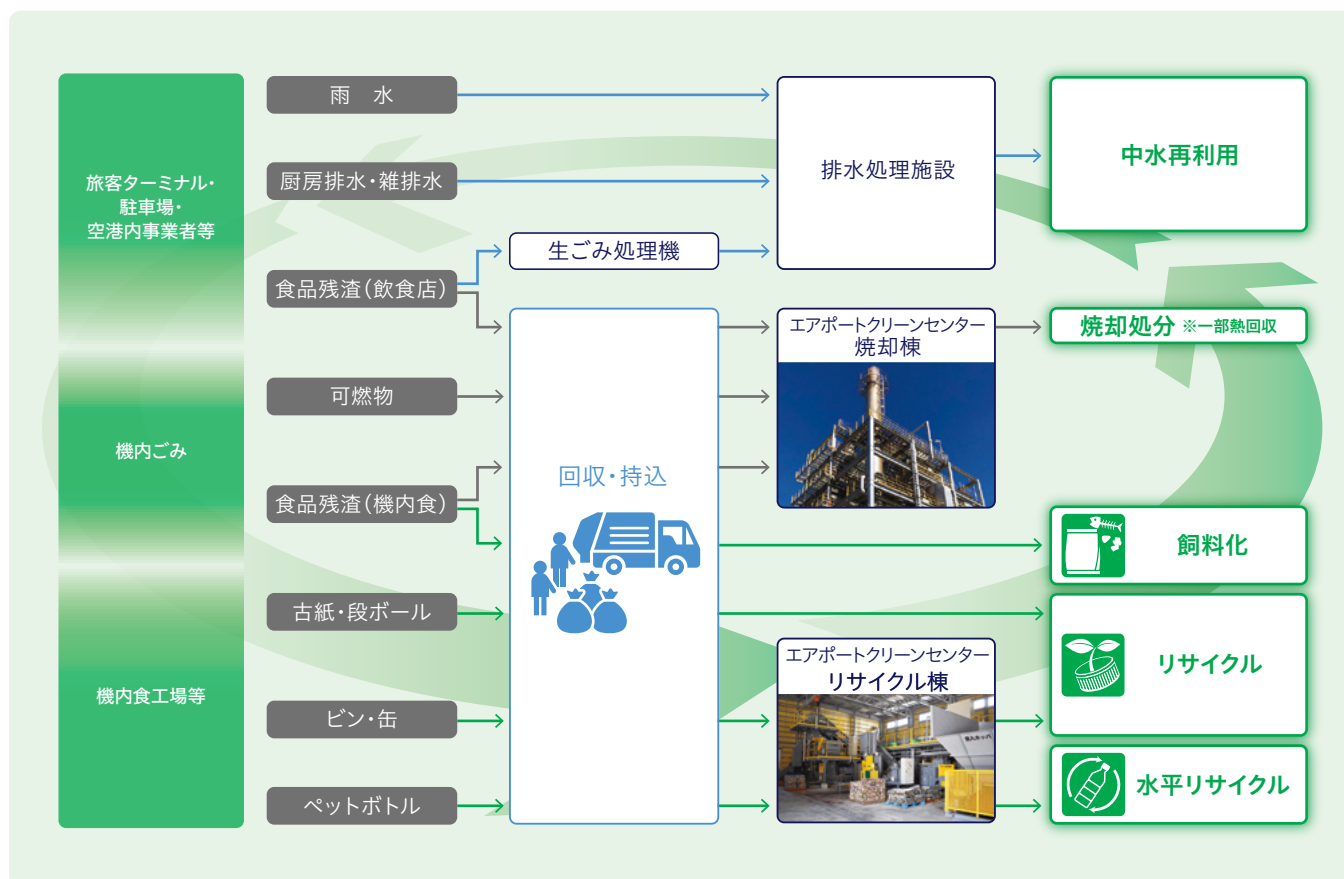 旅客ターミナル・
駐車場・
空港内事業者等
機内ごみ
機内食工場等
雨　水
厨房排水・雑排水
食品残渣(飲食店)
可燃物
食品残渣(機内食)
古紙・段ボール
ビン・缶
ペットボトル
生ごみ処理機
回収・持込
排水処理施設
エアポートクリーンセンター
焼却棟
エアポートクリーンセンター
リサイクル棟
中水再利用
焼却処分 ※一部熱回収
飼料化
リサイクル
水平リサイクル